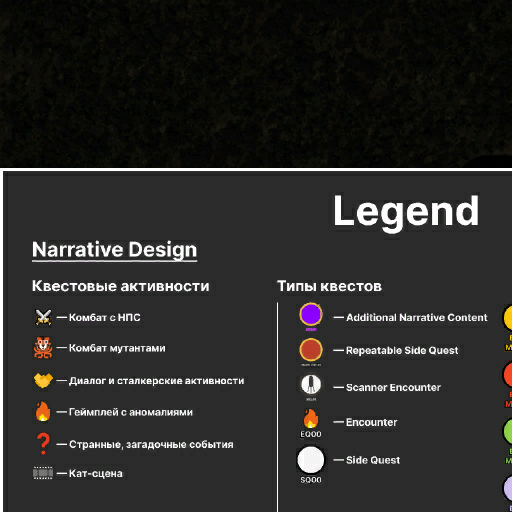 Legend
Narrative Design
Квестовые активности
— Комбат с НПС
— Комбат мутантами
— Диалог и сталкерские активности
— Геймплей с аномалиями
— Странные, загадочные события
— Кат-сцена
Типы квестов
— Additional Narrative Content
— Repeatable Side Quest
— Scanner Encounter
— Encounter
EQ00
— Side Quest
SQ00